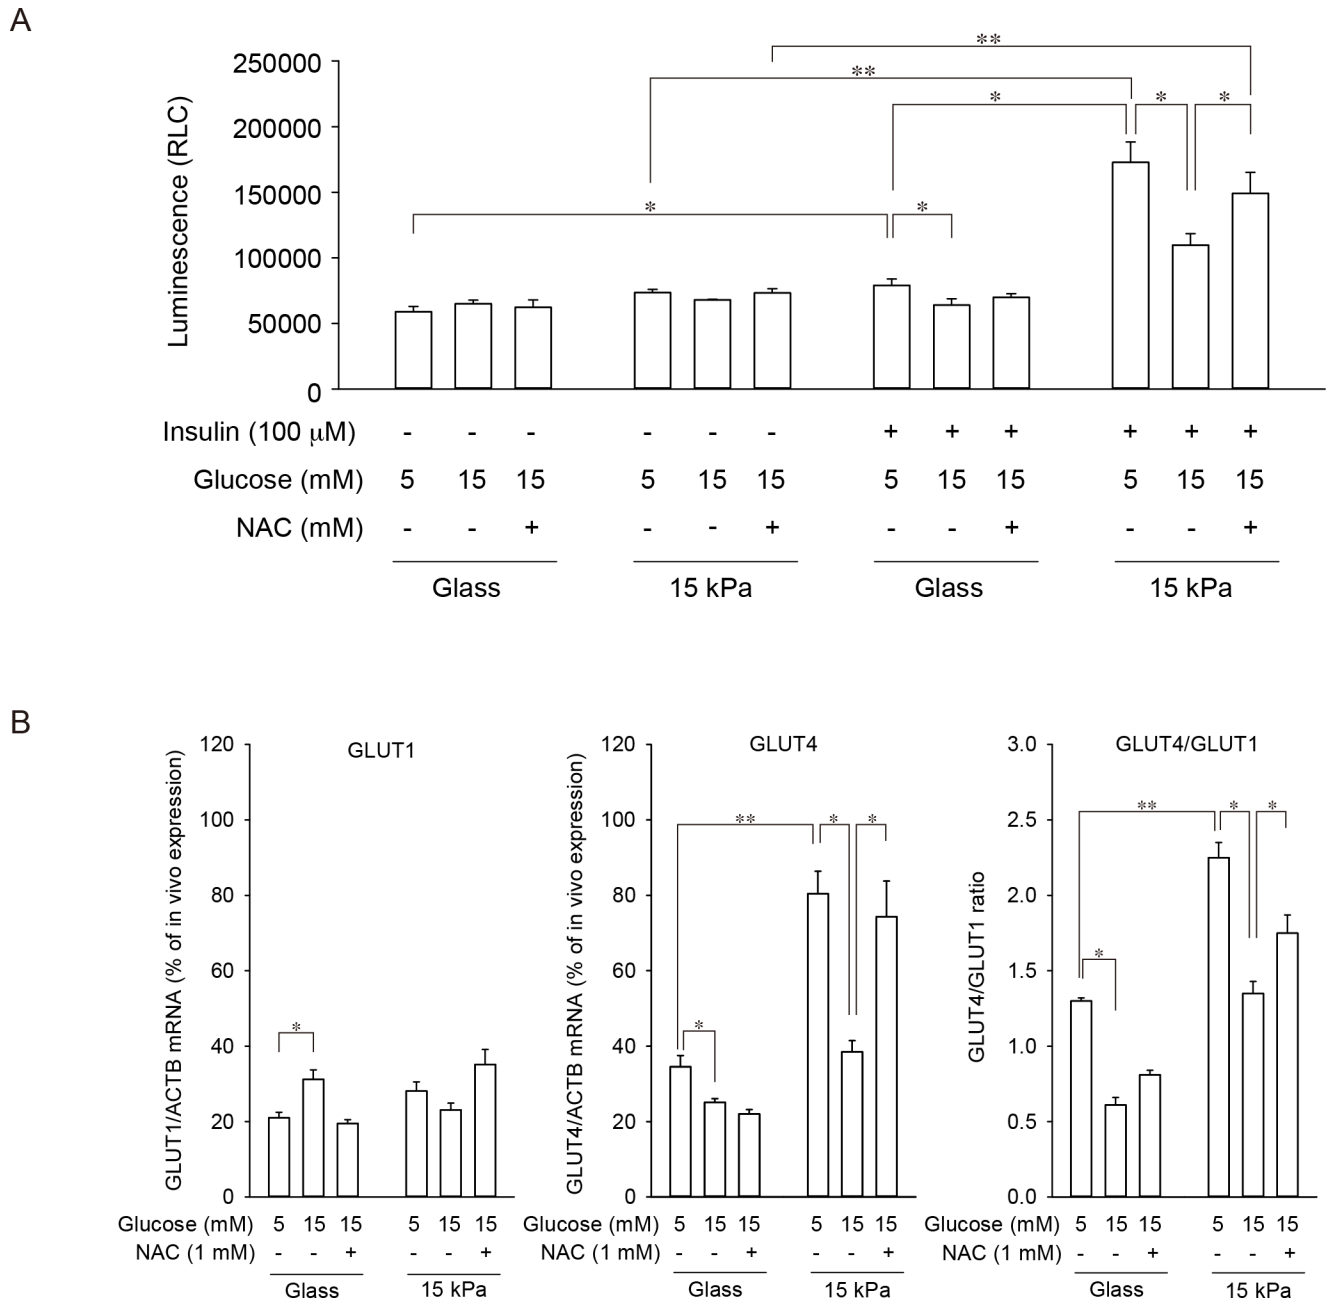 A
** 
** 
* * *
* *
Luminescence (RLC)
250000
200000
150000
100000
50000
0
Insulin (100 μM) - - - - - - + + + + + +
Glucose (mM) 5 15 15 5 15 15 5 15 15 5 15 15
NAC (mM) - - + - - + - - + - - +
Glass 15 kPa Glass 15 kPa
B
GLUT1
GLUT1/ACTB mRNA (% of in vivo expression)
120
100
80
60
40
20
0
*
Glucose (mM) 5 15 15 5 15 15
NAC (1 mM) - - + - - +
Glass 15 kPa
GLUT4
GLUT4/ACTB mRNA (% of in vivo expression)
120
100
80
60
40
20
0
** * *
*
Glucose (mM) 5 15 15 5 15 15
NAC (1 mM) - - + - - +
Glass 15 kPa
GLUT4/GLUT1
GLUT4/GLUT1 ratio
3.0
2.5
2.0
1.5
1.0
0.5
0.0
** * *
*
Glucose (mM) 5 15 15 5 15 15
NAC (1 mM) - - + - - +
Glass 15 kPa